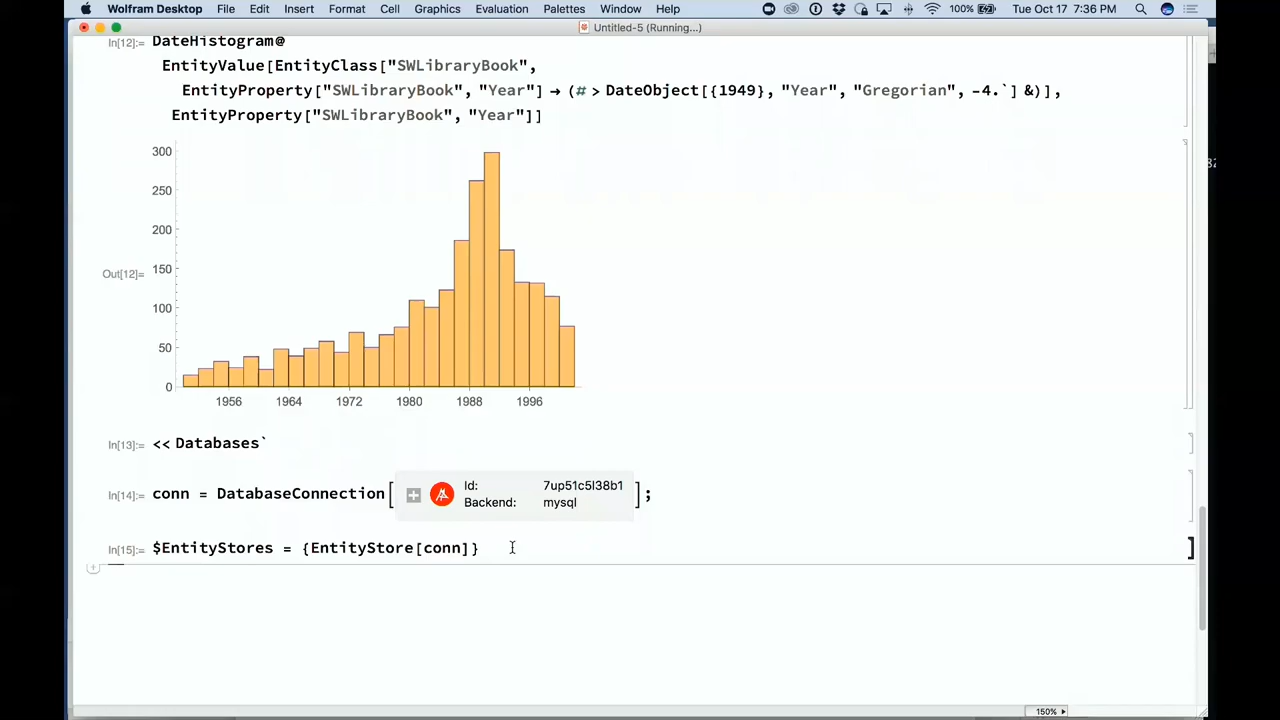 Wolfram Desktop File Edit Insert Format Cell Graphics Evaluation Palettes Window Help 100% Tue Oct 17 7:36 PM
Untitled-5 (Running...)
In[12]:= DateHistogram@
EntityValue[EntityClass["SWLibraryBook",
EntityProperty["SWLibraryBook", "Year"] → (# > DateObject[{1949}, "Year", "Gregorian", -4.`] &)],
EntityProperty["SWLibraryBook", "Year"]]
300
250
200
150
100
50
0
Out[12]=
1956 1964 1972 1980 1988 1996
In[13]:= << Databases`
In[14]:= conn = DatabaseConnection[ Id: 7up51c5l38b1
Backend: mysql ];
In[15]:= $EntityStores = {EntityStore[conn]}
150%